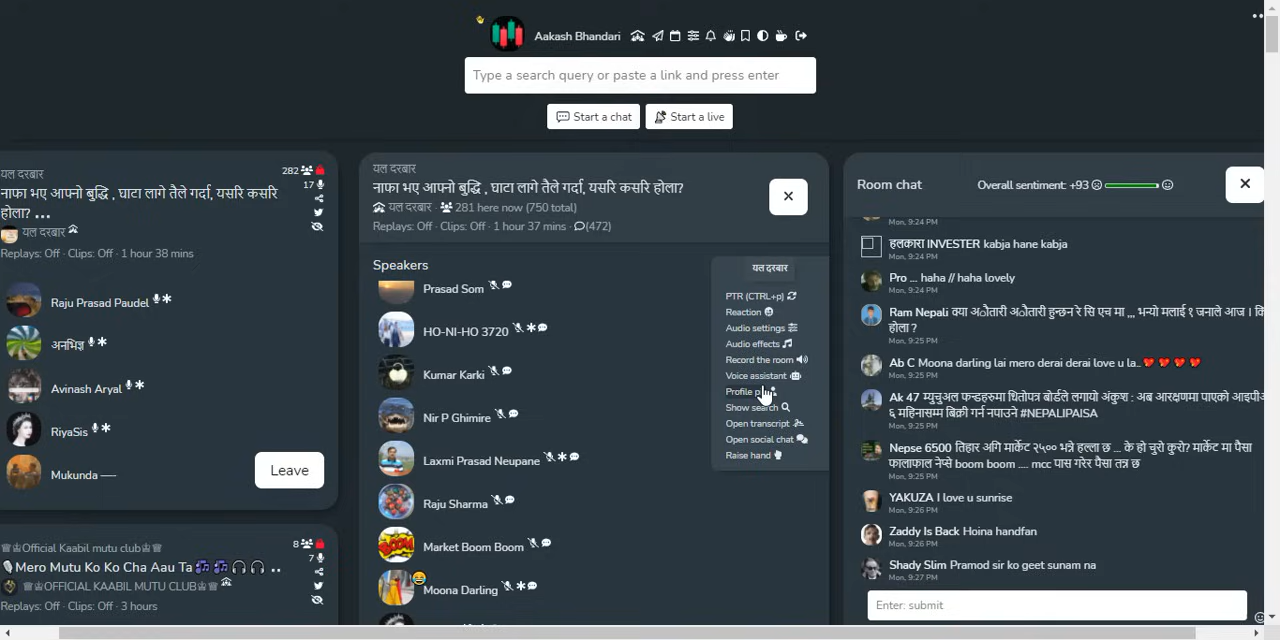 Aakash Bhandari
Type a search query or paste a link and press enter
Start a chat
Start a live
यल दरबार
282
नाफा भए आफ्नो बुद्धि , घाटा लागे तैले गर्दा, यसरि कसरि
होला? ...
17
यल दरबार
Replays: Off · Clips: Off · 1 hour 38 mins
Raju Prasad Paudel
अनभिज्ञ
Avinash Aryal
RiyaSis
Mukunda —-
Leave
♕♔Official Kaabil mutu club♔♕
8
Mero Mutu Ko Ko Cha Aau Ta ..
7
♕♔OFFICIAL KAABIL MUTU CLUB♔♕
Replays: Off · Clips: Off · 3 hours
यल दरबार
नाफा भए आफ्नो बुद्धि , घाटा लागे तैले गर्दा, यसरि कसरि होला?
यल दरबार 281 here now (750 total)
Replays: Off · Clips: Off · 1 hour 37 mins · (472)
Speakers
Prasad Som
HO-NI-HO 3720
Kumar Karki
Nir P Ghimire
Laxmi Prasad Neupane
Raju Sharma
Market Boom Boom
Moona Darling
यल दरबार
PTR (CTRL+p)
Reaction
Audio settings
Audio effects
Record the room
Voice assistant
Profile
Show search
Open transcript
Open social chat
Raise hand
Room chat
Overall sentiment: +93
Mon, 9:24 PM
हलकारा INVESTER kabja hane kabja
Mon, 9:24 PM
Pro ... haha // haha lovely
Mon, 9:24 PM
Ram Nepali क्या अौतारी अौतारी हुन्छन रे सि एच मा ,,, भन्यो मलाई १ जनाले आज ।
होला ?
Mon, 9:25 PM
Ab C Moona darling lai mero derai derai love u la.. ❤️ ❤️ ❤️ ❤️
Mon, 9:25 PM
Ak 47 म्युचुअल फन्डहरुमा धितोपत्र बोर्डले लगायो अंकुश : अब आरक्षणमा पाएको
६ महिनासम्म बिक्री गर्न नपाउने #NEPALIPAISA
Mon, 9:25 PM
Nepse 6500 तिहार अगि मार्केट २५०० भन्ने हल्ला छ ... के हो चुरो कुरो? मार्केट मा पैसा
फालाफाल नेप्से boom boom .... mcc पास गरेर पैसा तन्न छ
Mon, 9:25 PM
YAKUZA I love u sunrise
Mon, 9:26 PM
Zaddy Is Back Hoina handfan
Mon, 9:26 PM
Shady Slim Pramod sir ko geet sunam na
Mon, 9:27 PM
Enter: submit